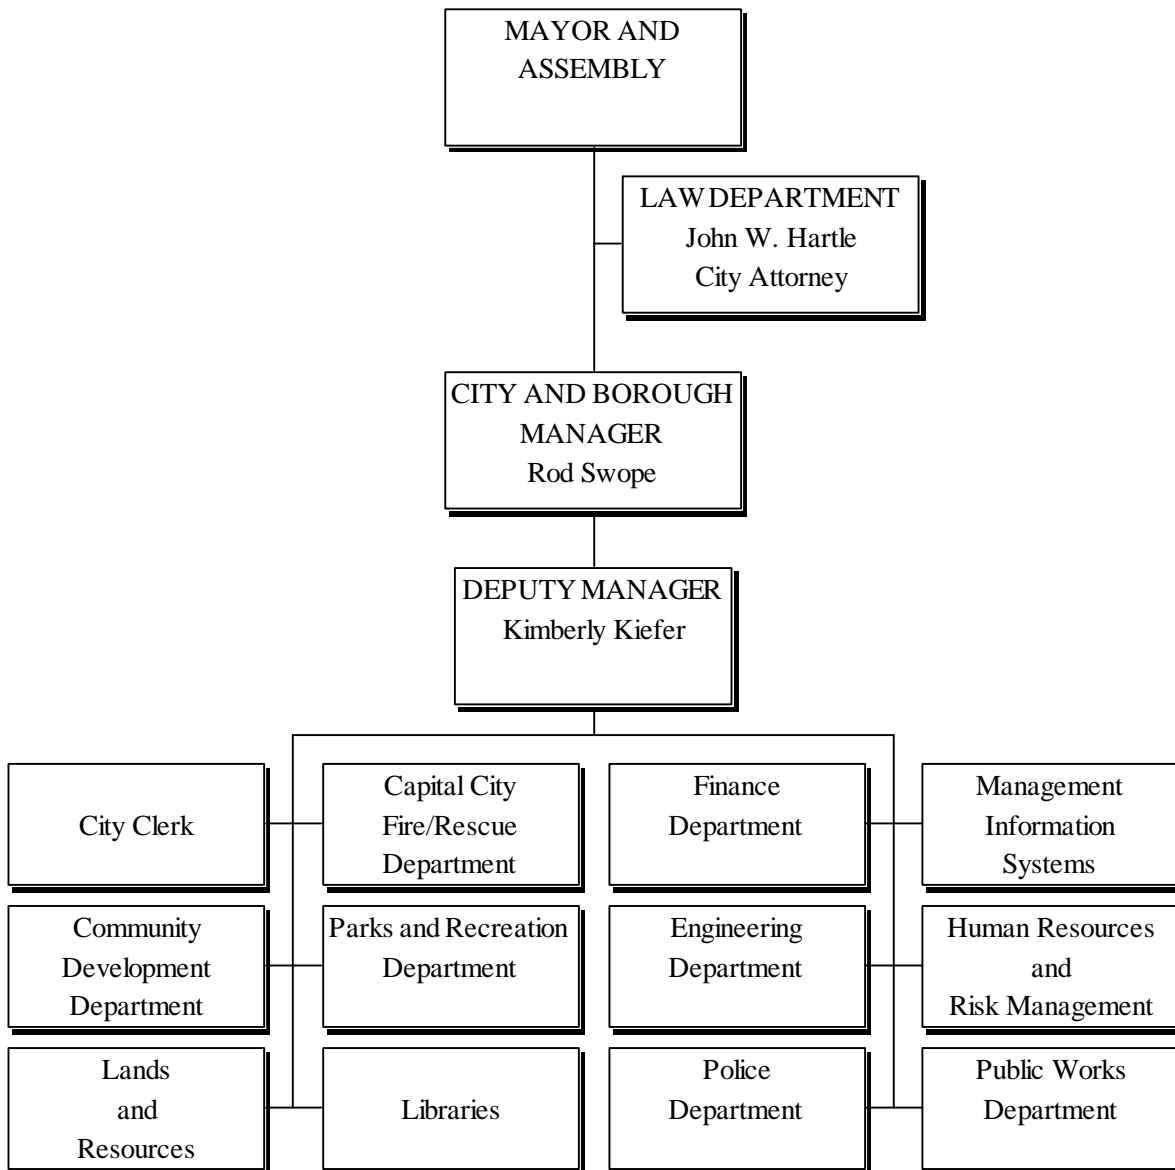 MAYOR AND
ASSEMBLY
LAW DEPARTMENT
John W. Hartle
City Attorney
CITY AND BOROUGH
MANAGER
Rod Swope
DEPUTY MANAGER
Kimberly Kiefer
City Clerk
Capital City
Fire/Rescue
Department
Finance
Department
Management
Information
Systems
Community
Development
Department
Parks and Recreation
Department
Engineering
Department
Human Resources
and
Risk Management
Lands
and
Resources
Libraries
Police
Department
Public Works
Department